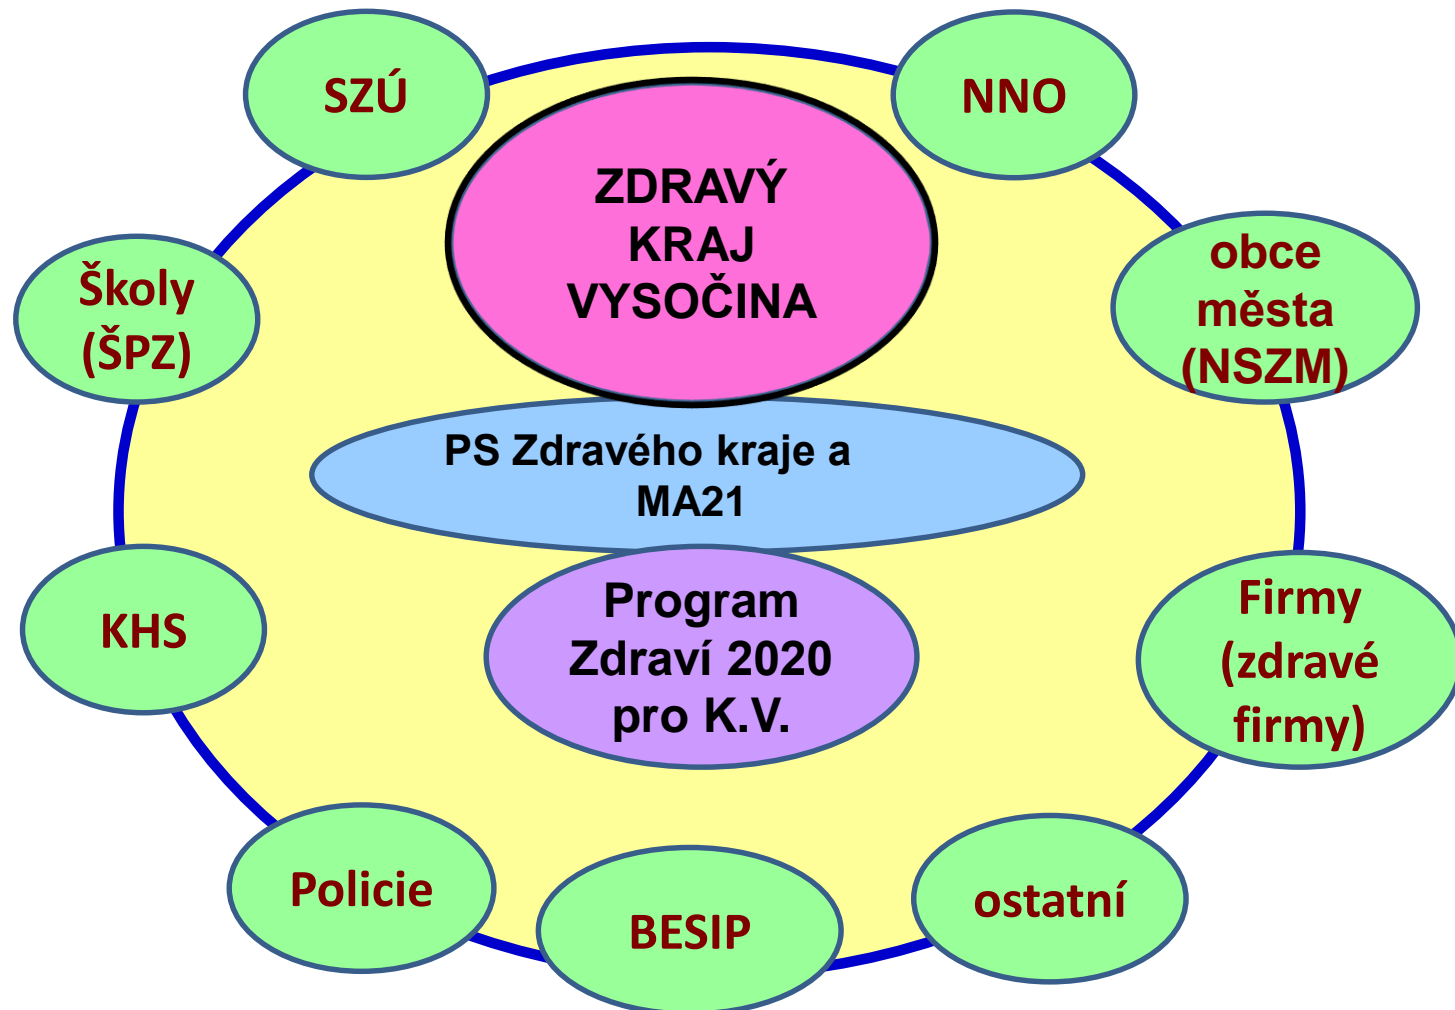 SZÚ
NNO
ZDRAVÝ
KRAJ
VYSOČINA
Školy
(ŠPZ)
obce
města
(NSZM)
PS Zdravého kraje a
MA21
KHS
Program
Zdraví 2020
pro K.V.
Firmy
(zdravé
firmy)
Policie
BESIP
ostatní